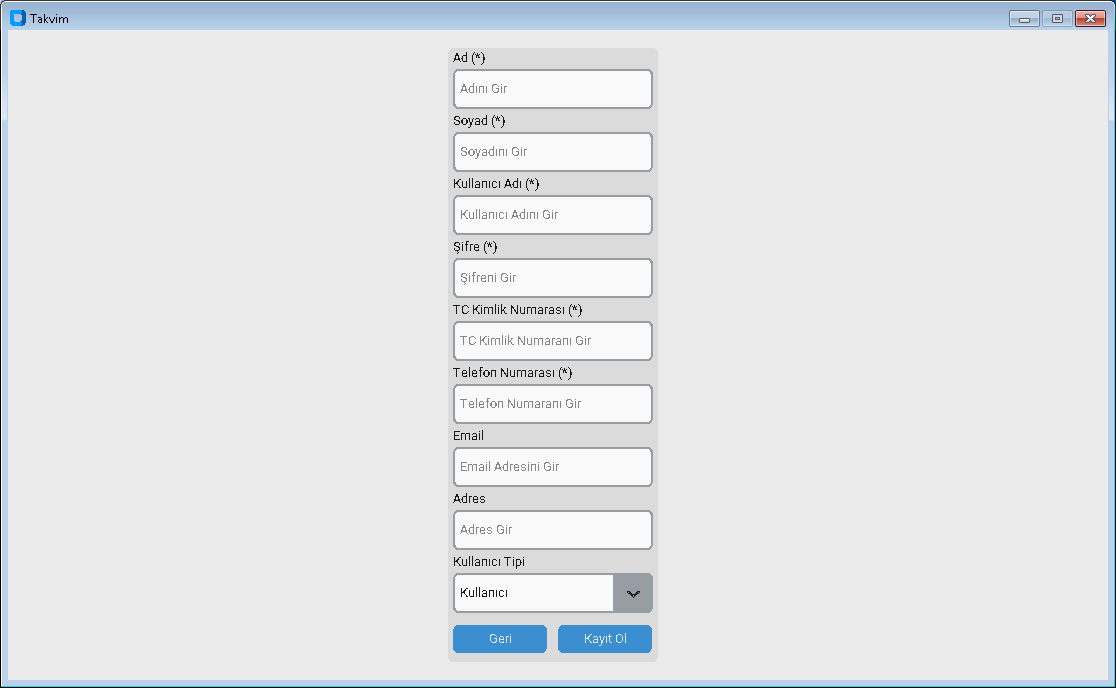 Takvim
Ad (*)
Adını Gir
Soyad (*)
Soyadını Gir
Kullanıcı Adı (*)
Kullanıcı Adını Gir
Şifre (*)
Şifreni Gir
TC Kimlik Numarası (*)
TC Kimlik Numaranı Gir
Telefon Numarası (*)
Telefon Numaranı Gir
Email
Email Adresini Gir
Adres
Adres Gir
Kullanıcı Tipi
Kullanıcı
Geri Kayıt Ol